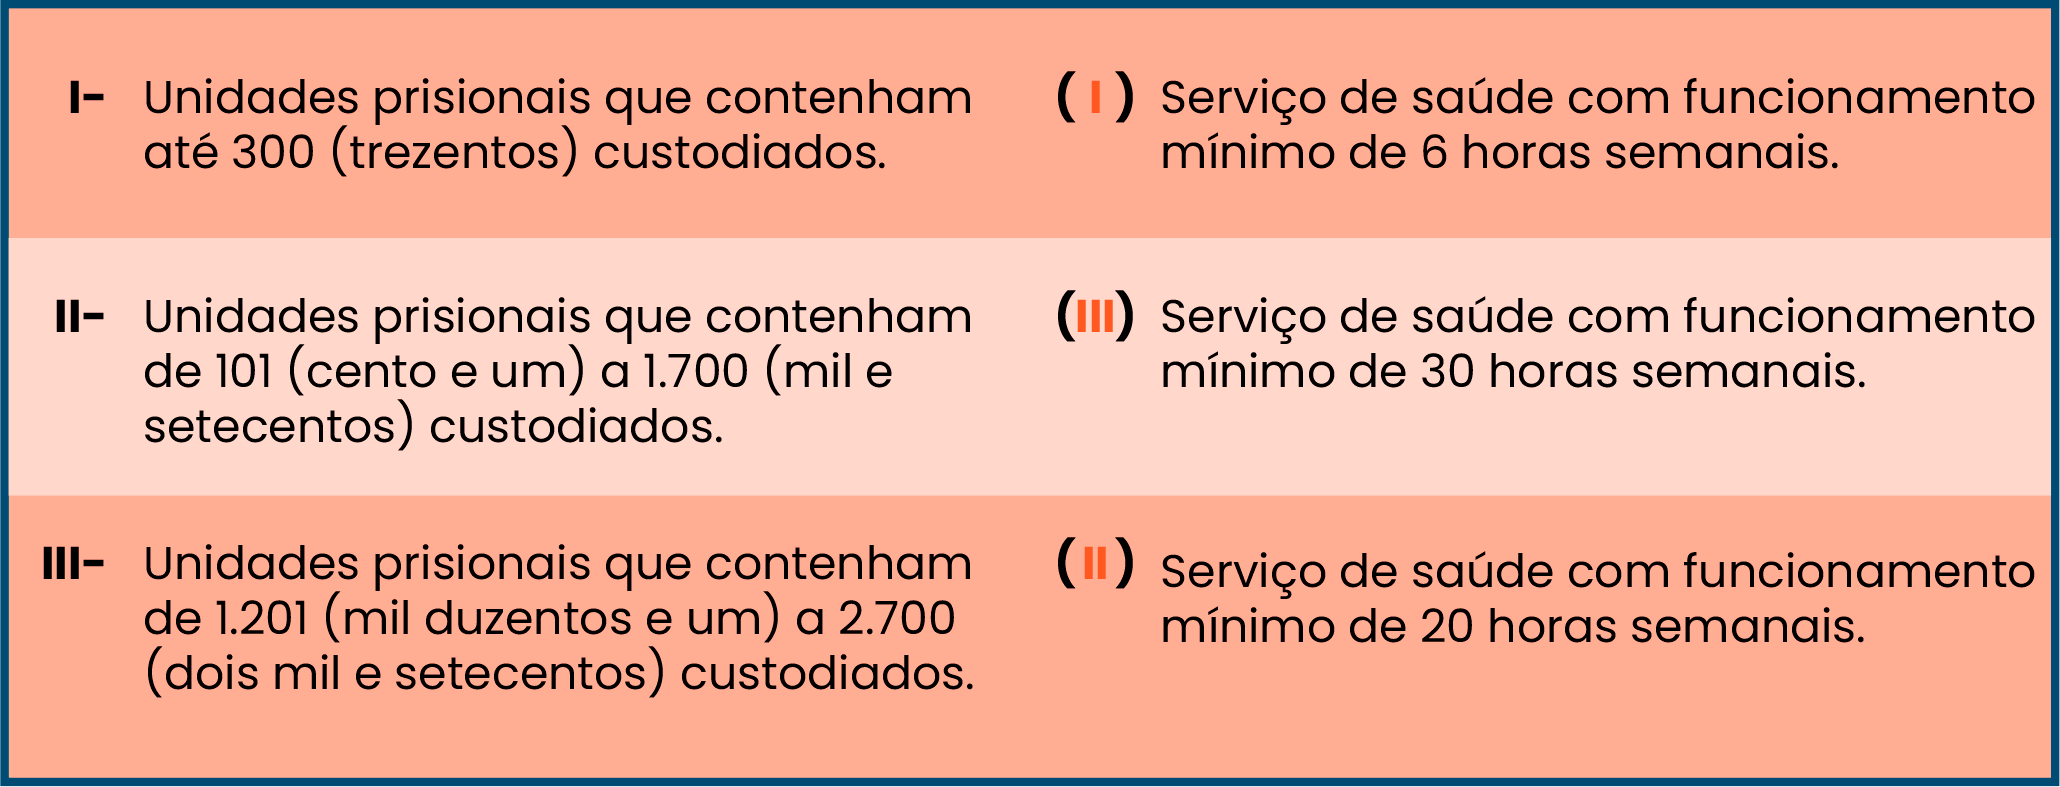 I- Unidades prisionais que contenham
até 300 (trezentos) custodiados.
( I ) Serviço de saúde com funcionamento
mínimo de 6 horas semanais.
II- Unidades prisionais que contenham
de 101 (cento e um) a 1.700 (mil e
setecentos) custodiados.
(III) Serviço de saúde com funcionamento
mínimo de 30 horas semanais.
III- Unidades prisionais que contenham
de 1.201 (mil duzentos e um) a 2.700
(dois mil e setecentos) custodiados.
( II ) Serviço de saúde com funcionamento
mínimo de 20 horas semanais.